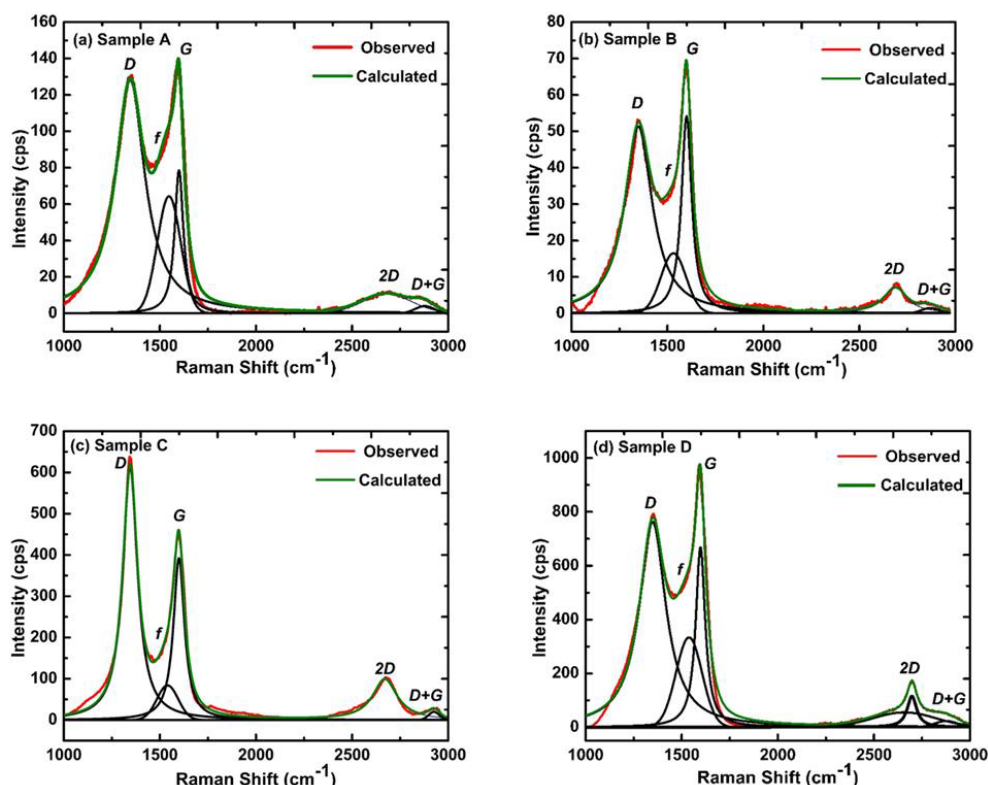 (a) Sample A
D
f
G
Observed
Calculated
2D
D+G
160
140
120
100
80
60
40
20
0
1000 1500 2000 2500 3000
Intensity (cps)
Raman Shift (cm-1)
(b) Sample B
D
f
G
Observed
Calculated
2D
D+G
80
70
60
50
40
30
20
10
0
1000 1500 2000 2500 3000
Intensity (cps)
Raman Shift (cm-1)
(c) Sample C
D
f
G
Observed
Calculated
2D
D+G
700
600
500
400
300
200
100
0
1000 1500 2000 2500 3000
Intensity (cps)
Raman Shift (cm-1)
(d) Sample D
D
f
G
Observed
Calculated
2D
D+G
1000
800
600
400
200
0
1000 1500 2000 2500 3000
Intensity (cps)
Raman Shift (cm-1)